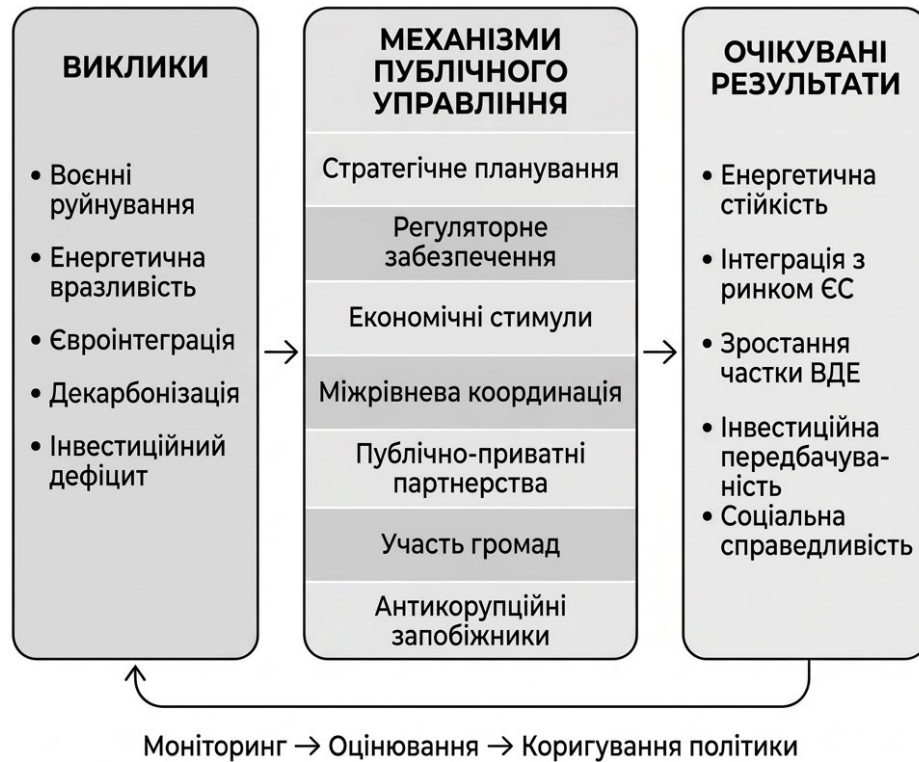 ВИКЛИКИ
• Воєнні
руйнування
• Енергетична
вразливість
• Євроінтеграція
• Декарбонізація
• Інвестиційний
дефіцит
МЕХАНІЗМИ
ПУБЛІЧНОГО
УПРАВЛІННЯ
Стратегічне планування
Регуляторне
забезпечення
Економічні стимули
Міжрівнева координація
Публічно-приватні
партнерства
Участь громад
Антикорупційні
запобіжники
ОЧІКУВАНІ
РЕЗУЛЬТАТИ
• Енергетична
стійкість
• Інтеграція з
ринком ЄС
• Зростання
частки ВДЕ
• Інвестиційна
передбачува-
ність
• Соціальна
справедливість
Моніторинг → Оцінювання → Коригування політики